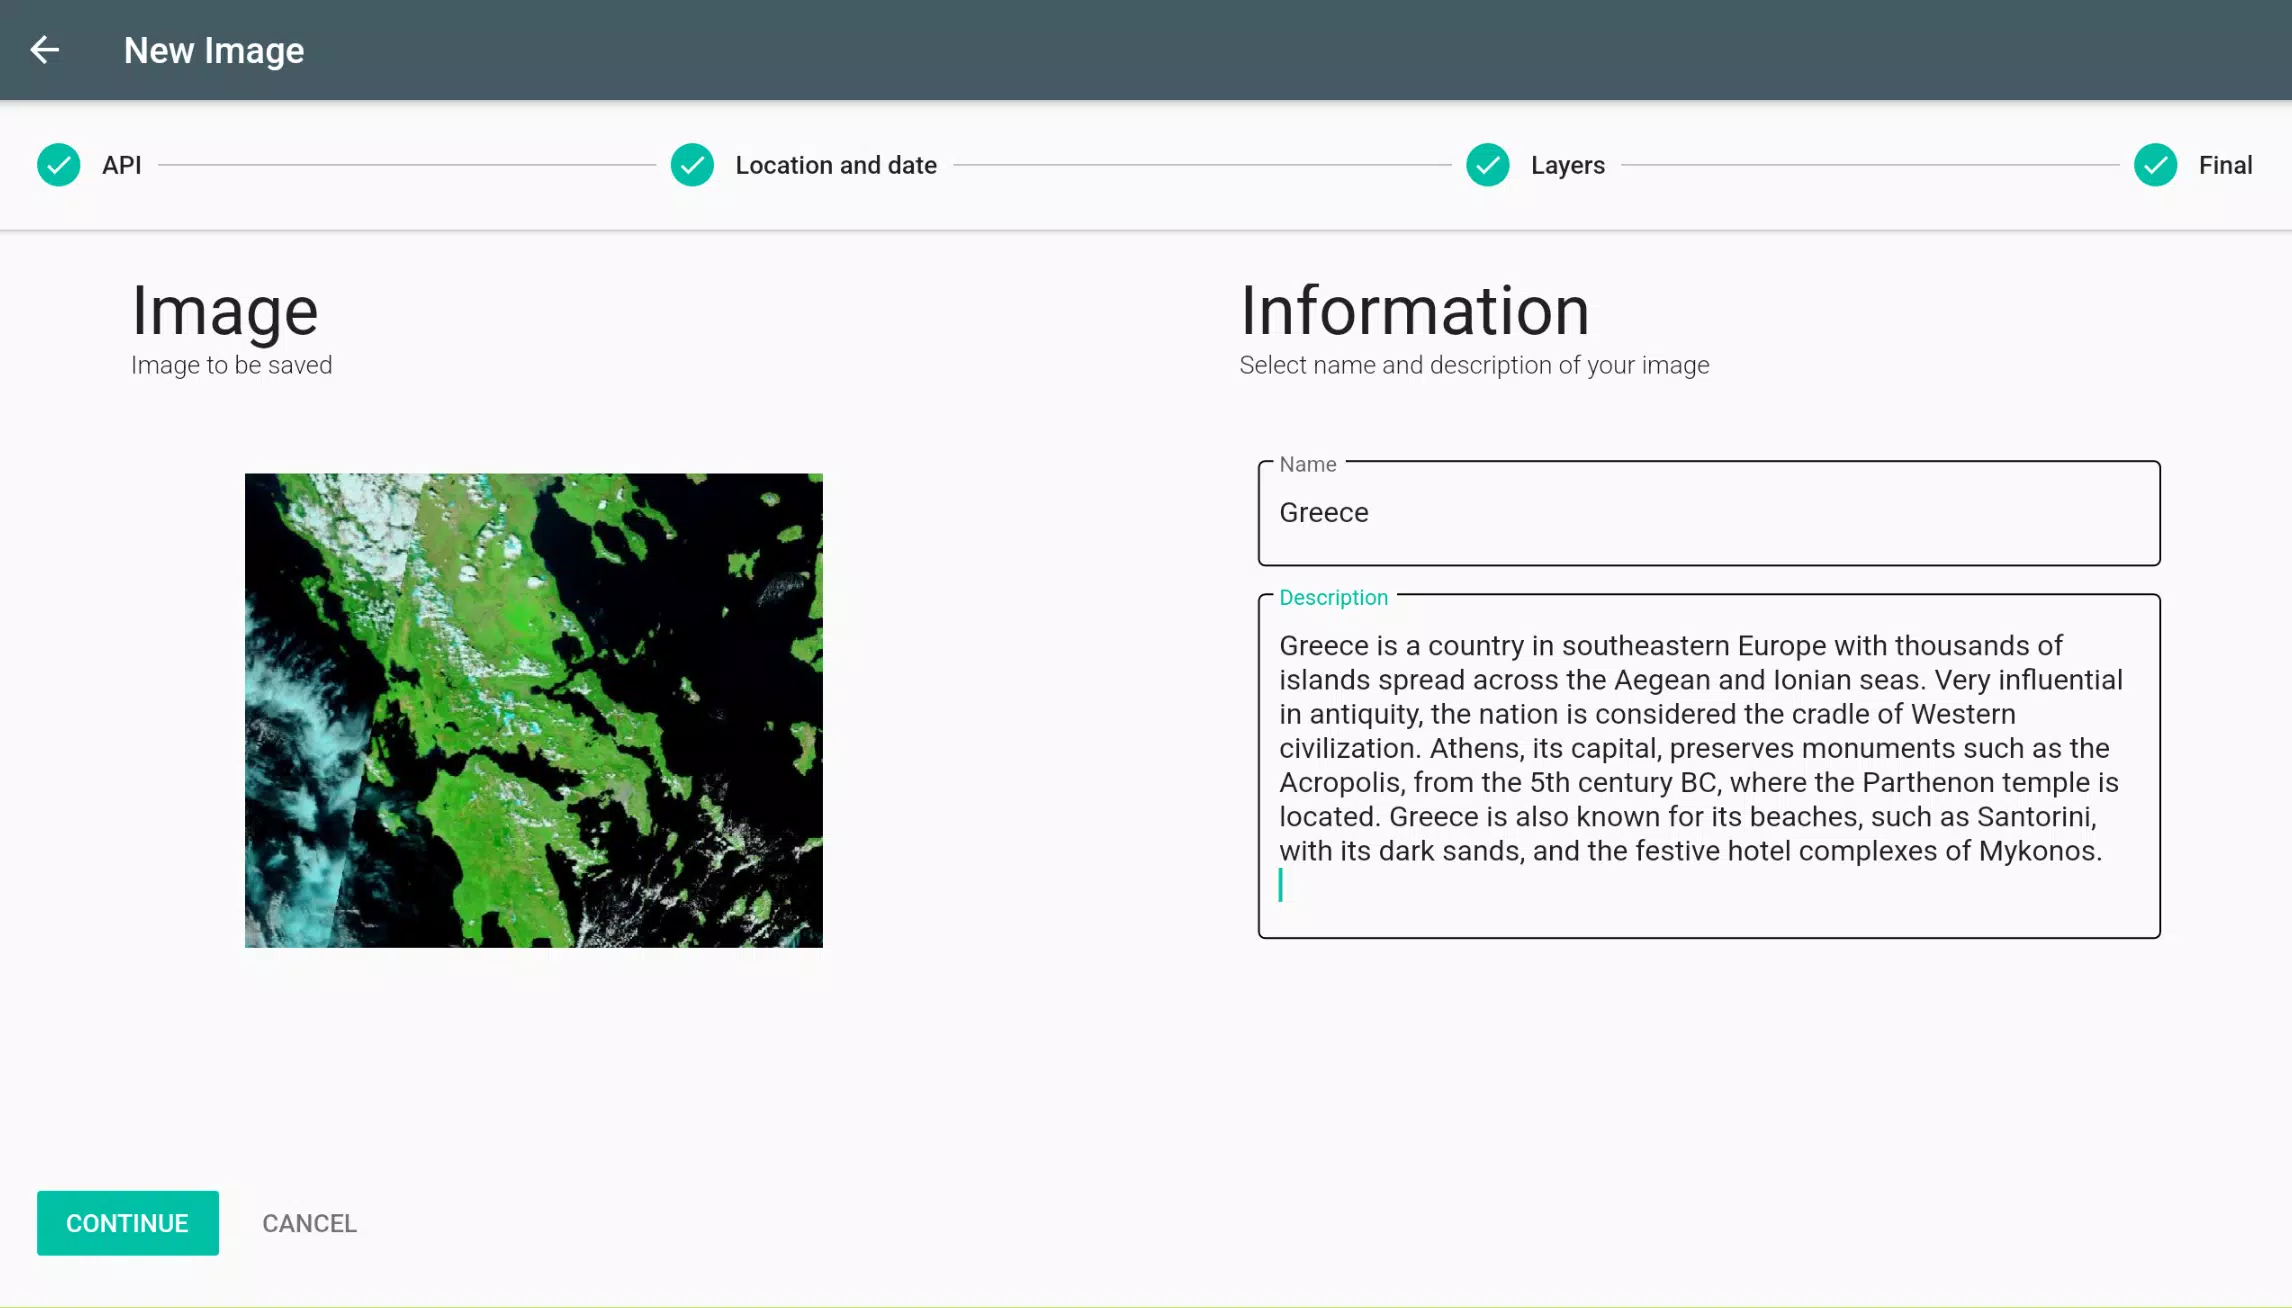 New Image
API
Location and date
Layers
Final
Image
Image to be saved
Information
Select name and description of your image
Name
Greece
Description
Greece is a country in southeastern Europe with thousands of
islands spread across the Aegean and Ionian seas. Very influential
in antiquity, the nation is considered the cradle of Western
civilization. Athens, its capital, preserves monuments such as the
Acropolis, from the 5th century BC, where the Parthenon temple is
located. Greece is also known for its beaches, such as Santorini,
with its dark sands, and the festive hotel complexes of Mykonos.
CONTINUE
CANCEL